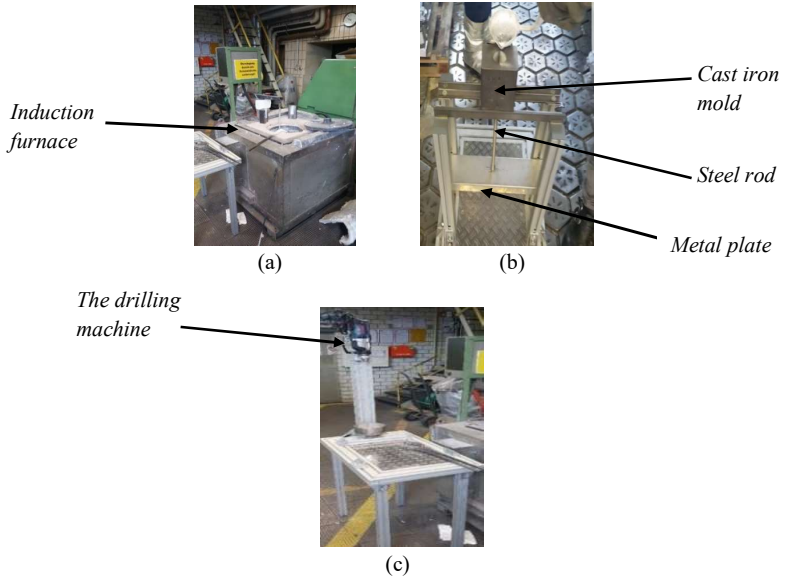 Induction
furnace
Cast iron
mold
Steel rod
Metal plate
(a)
(b)
The drilling
machine
(c)